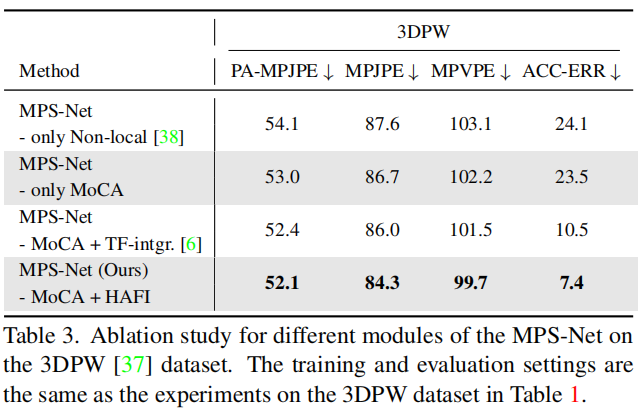 3DPW
Method PA-MPJPE ↓ MPJPE ↓ MPVPE ↓ ACC-ERR ↓
MPS-Net
- only Non-local [38] 54.1 87.6 103.1 24.1
MPS-Net
- only MoCA 53.0 86.7 102.2 23.5
MPS-Net
- MoCA + TF-intgr. [6] 52.4 86.0 101.5 10.5
MPS-Net (Ours)
- MoCA + HAFI 52.1 84.3 99.7 7.4
Table 3. Ablation study for different modules of the MPS-Net on
the 3DPW [37] dataset. The training and evaluation settings are
the same as the experiments on the 3DPW dataset in Table 1.